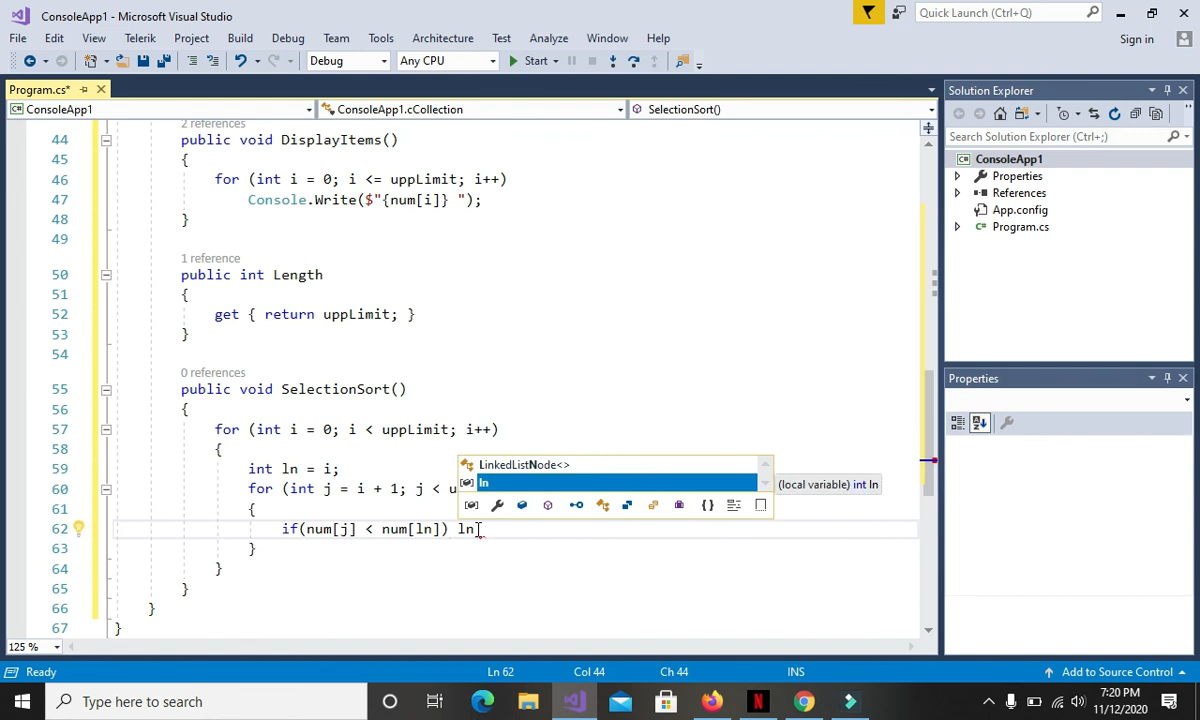 ConsoleApp1 - Microsoft Visual Studio
Quick Launch (Ctrl+Q)
File Edit View Telerik Project Build Debug Team Tools Architecture Test Analyze Window Help
Sign in
Debug Any CPU Start
Program.cs*
ConsoleApp1 ConsoleApp1.cCollection SelectionSort()
2 references
44 public void DisplayItems()
45 {
46 for (int i = 0; i <= uppLimit; i++)
47 Console.Write($"{num[i]} ");
48 }
49
1 reference
50 public int Length
51 {
52 get { return uppLimit; }
53 }
54
0 references
55 public void SelectionSort()
56 {
57 for (int i = 0; i < uppLimit; i++)
58 {
59 int ln = i;
60 for (int j = i + 1; j < u
61 {
62 if(num[j] < num[ln]) ln
63 }
64 }
65 }
66 }
67 }
LinkedListNode<>
ln
(local variable) int ln
125 %
Solution Explorer
Search Solution Explorer (Ctrl+;)
ConsoleApp1
Properties
References
App.config
Program.cs
Properties
Ready Ln 62 Col 44 Ch 44 INS Add to Source Control
Type here to search
7:20 PM
11/12/2020